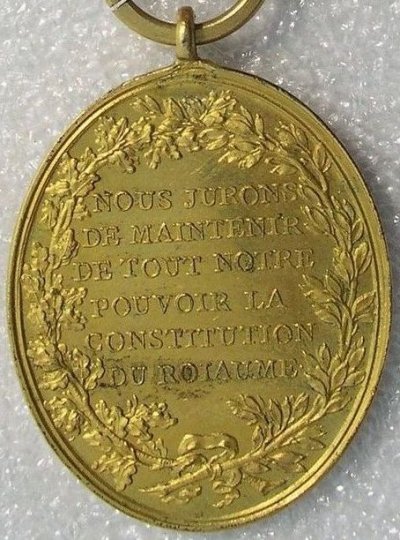 NOUS JURONS
DE MAINTENIR
DE TOUT NOTRE
POUVOIR LA
CONSTITUTION
DU ROIAUME